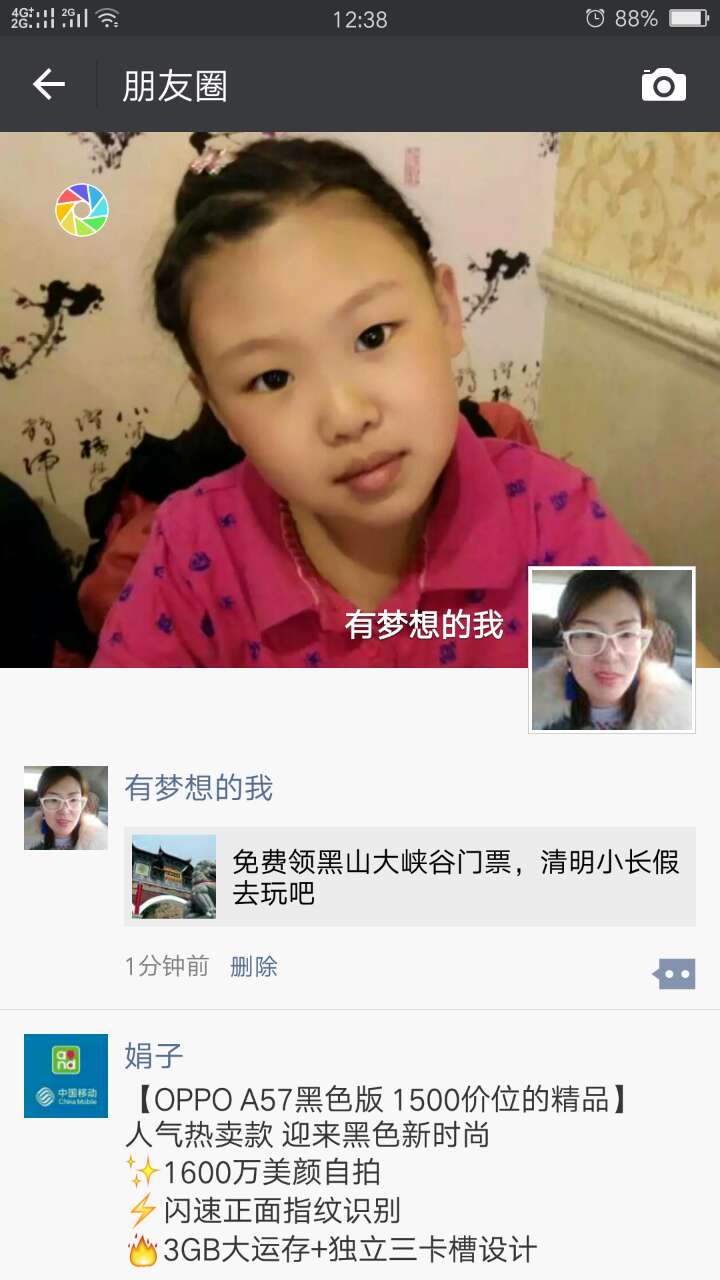 4G+ 2G 2G 12:38 88%
朋友圈
有梦想的我
有梦想的我
免费领黑山大峡谷门票，清明小长假
去玩吧
1分钟前 删除
and
中国移动
China Mobile
娟子
【OPPO A57黑色版 1500价位的精品】
人气热卖款 迎来黑色新时尚
✨1600万美颜自拍
⚡闪速正面指纹识别
🔥3GB大运存+独立三卡槽设计